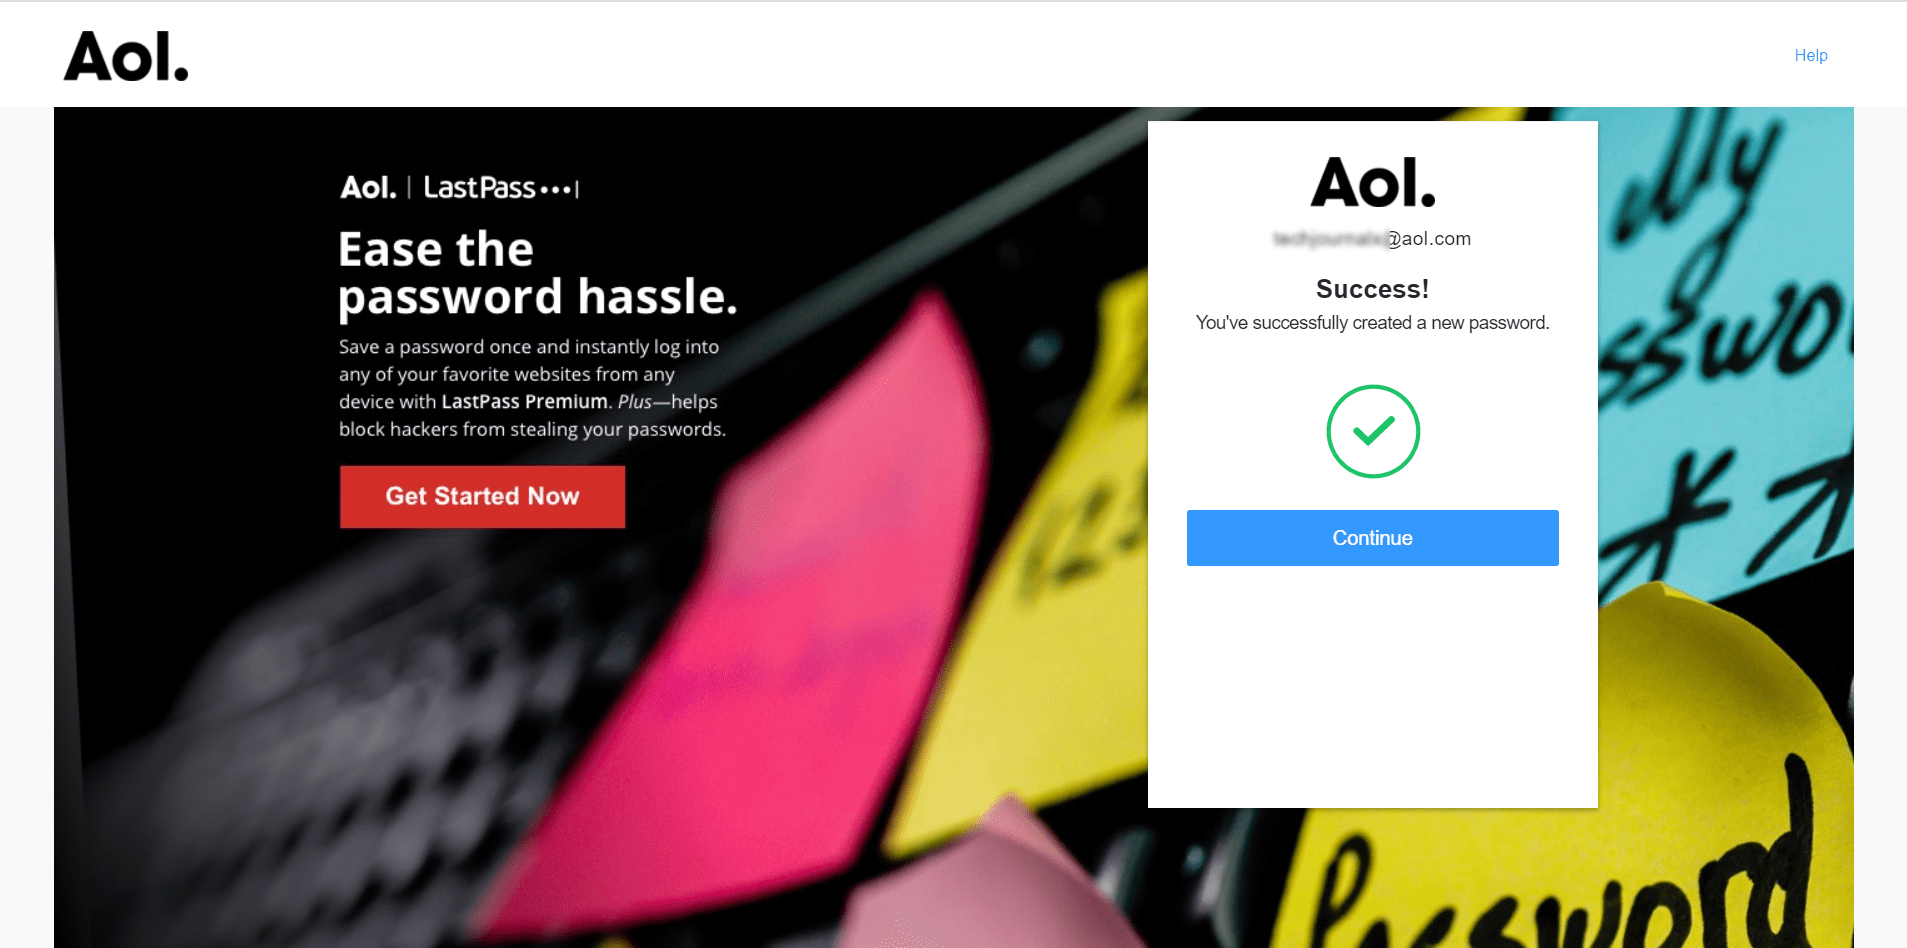 Aol.
Help
Aol. | LastPass•••|
Ease the
password hassle.
Save a password once and instantly log into
any of your favorite websites from any
device with LastPass Premium. Plus—helps
block hackers from stealing your passwords.
Get Started Now
Aol.
@aol.com
Success!
You've successfully created a new password.
Continue
Password